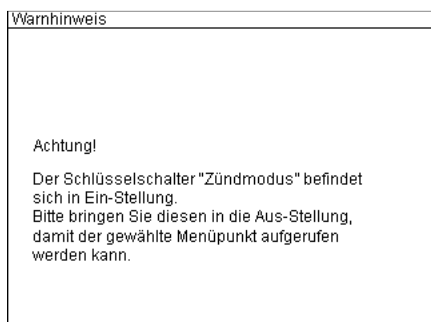 Warnhinweis
Achtung!
Der Schlüsselschalter "Zündmodus" befindet
sich in Ein-Stellung.
Bitte bringen Sie diesen in die Aus-Stellung,
damit der gewählte Menüpunkt aufgerufen
werden kann.